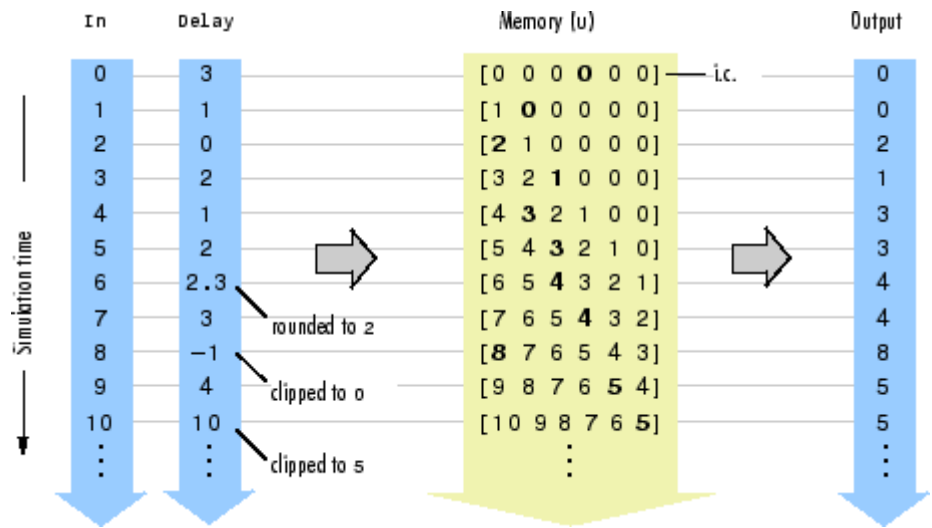 In Delay Memory (u) Output
0 3 [0 0 0 0 0 0] i.c. 0
1 1 [1 0 0 0 0 0] 0
2 0 [2 1 0 0 0 0] 2
3 2 [3 2 1 0 0 0] 1
4 1 [4 3 2 1 0 0] 3
5 2 [5 4 3 2 1 0] 3
6 2.3 [6 5 4 3 2 1] 4
rounded to 2
7 3 [7 6 5 4 3 2] 4
8 −1 [8 7 6 5 4 3] 8
clipped to 0
9 4 [9 8 7 6 5 4] 5
10 10 [10 9 8 7 6 5] 5
clipped to 5
Simulation time